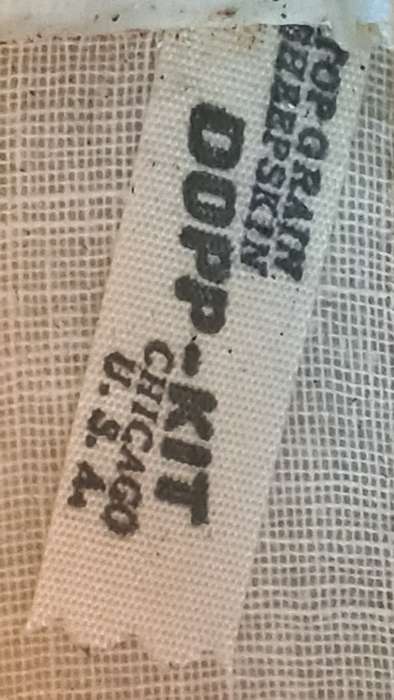 TOP GRAIN
SHEEPSKIN
DOPP-KIT
CHICAGO
U. S. A.